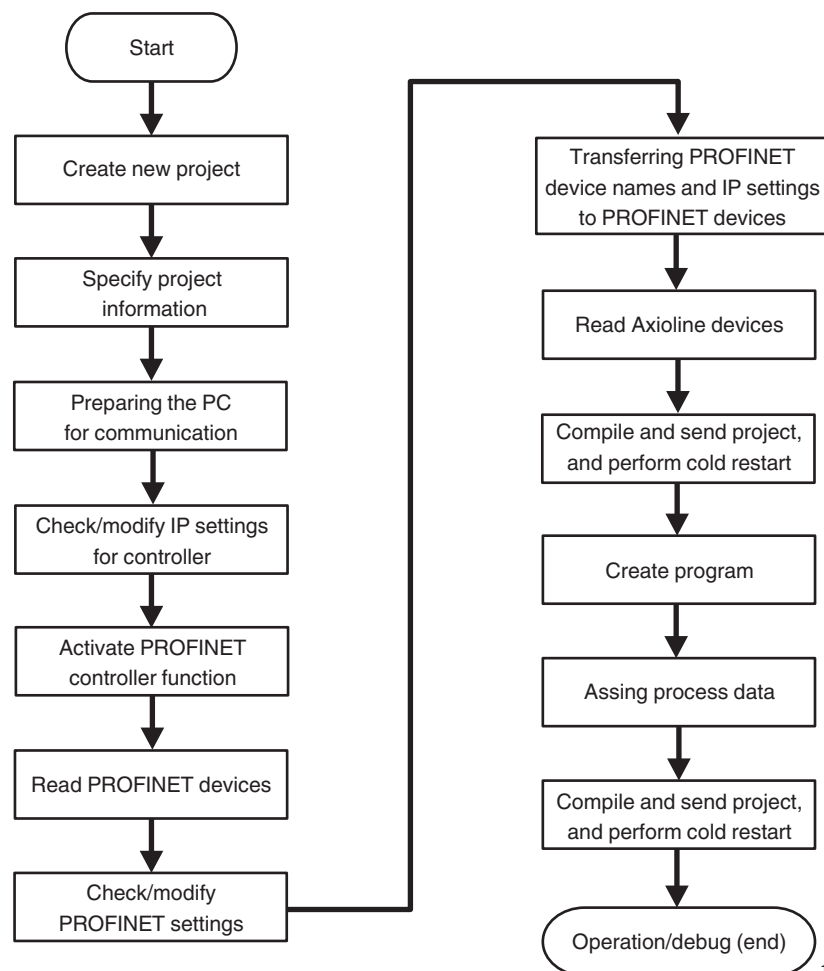 Start
Create new project
Specify project
information
Preparing the PC
for communication
Check/modify IP settings
for controller
Activate PROFINET
controller function
Read PROFINET devices
Check/modify
PROFINET settings
Transferring PROFINET
device names and IP settings
to PROFINET devices
Read Axioline devices
Compile and send project,
and perform cold restart
Create program
Assing process data
Compile and send project,
and perform cold restart
Operation/debug (end)